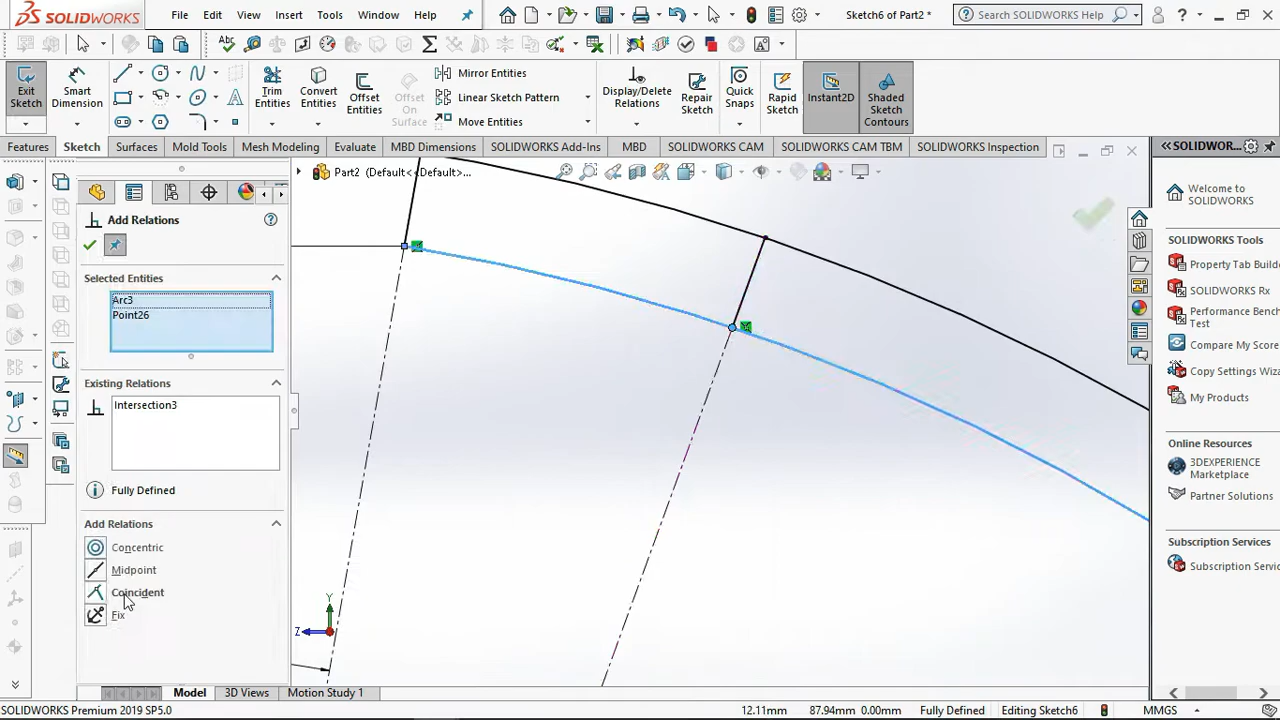 SOLIDWORKS
File Edit View Insert Tools Window Help
Sketch6 of Part2 *
Search SOLIDWORKS Help
Exit Sketch
Smart Dimension
Trim Entities
Convert Entities
Offset Entities
Offset On Surface
Mirror Entities
Linear Sketch Pattern
Move Entities
Display/Delete Relations
Repair Sketch
Quick Snaps
Rapid Sketch
Instant2D
Shaded Sketch Contours
Features Sketch Surfaces Mold Tools Mesh Modeling Evaluate MBD Dimensions SOLIDWORKS Add-Ins MBD SOLIDWORKS CAM SOLIDWORKS CAM TBM SOLIDWORKS Inspection
SOLIDWOR...
Part2 (Default<<Default>...
Add Relations
Selected Entities
Arc3
Point26
Existing Relations
Intersection3
Fully Defined
Add Relations
Concentric
Midpoint
Coincident
Fix
Y
Z
Welcome to
SOLIDWORKS
SOLIDWORKS Tools
Property Tab Builde
SOLIDWORKS Rx
Performance Bench
Test
Compare My Score
Copy Settings Wiza
My Products
Online Resources
3DEXPERIENCE
Marketplace
Partner Solutions
Subscription Services
Subscription Servic
Model 3D Views Motion Study 1
SOLIDWORKS Premium 2019 SP5.0
12.11mm 87.94mm 0.00mm Fully Defined Editing Sketch6 MMGS